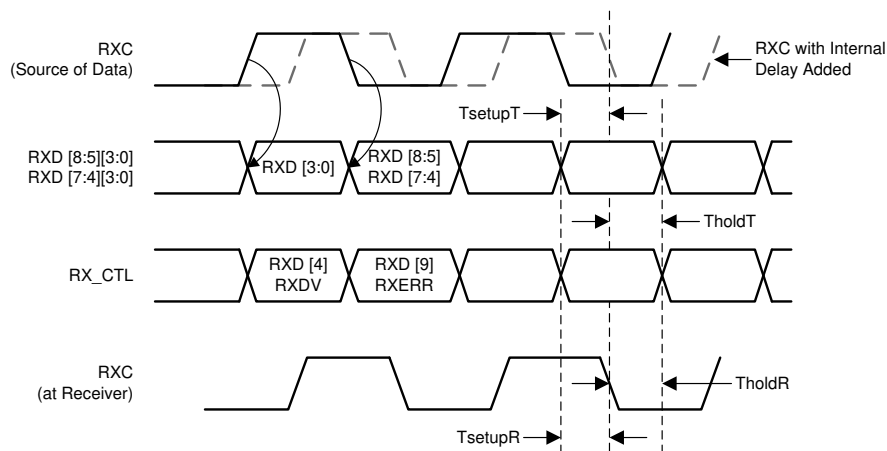 RXC
(Source of Data)
RXC with Internal
Delay Added
TsetupT
RXD [8:5][3:0]
RXD [7:4][3:0]
RXD [3:0]
RXD [8:5]
RXD [7:4]
TholdT
RX_CTL
RXD [4]
RXDV
RXD [9]
RXERR
RXC
(at Receiver)
TholdR
TsetupR